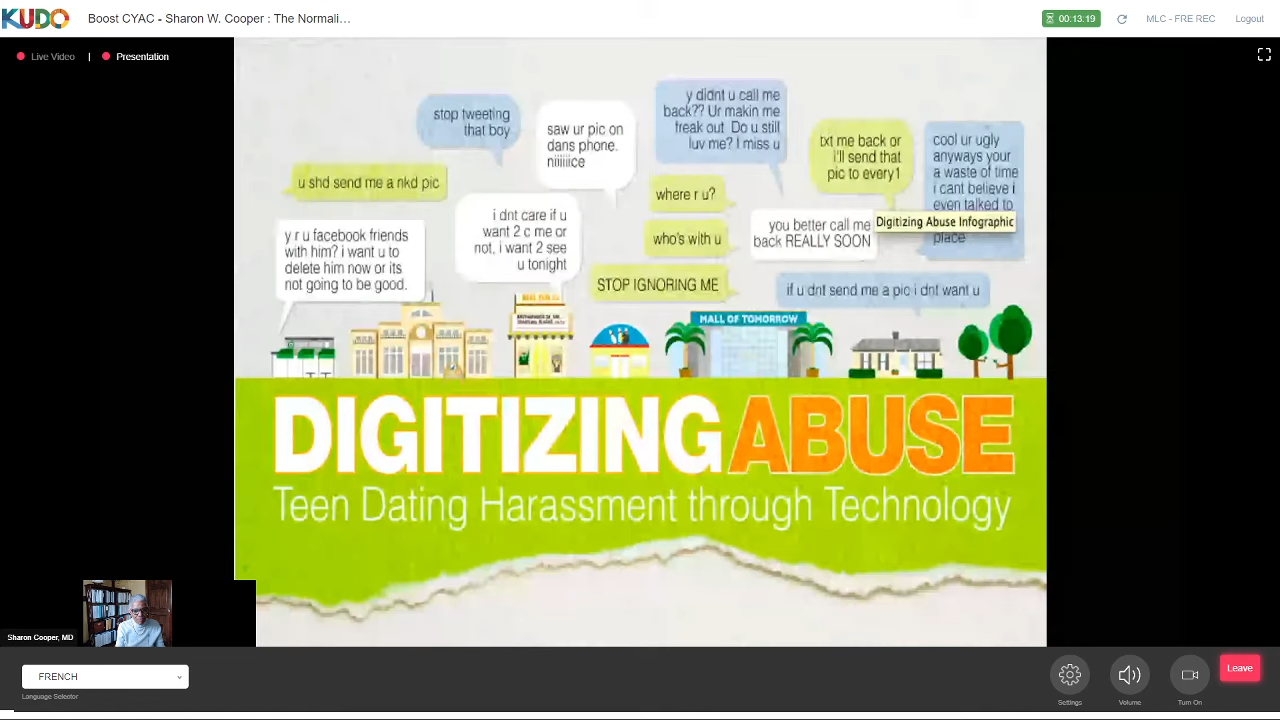 KUDO
Boost CYAC - Sharon W. Cooper : The Normali...
00:13:19
MLC - FRE REC
Logout
Live Video | Presentation
stop tweeting
that boy
saw ur pic on
dans phone.
niiiiiice
y didnt u call me
back?? Ur makin me
freak out. Do u still
luv me? I miss u
txt me back or
i'll send that
pic to every1
cool ur ugly
anyways your
a waste of time
i cant believe i
even talked to
place
Digitizing Abuse Infographic
u shd send me a nkd pic
where r u?
i dnt care if u
want 2 c me or
not, i want 2 see
u tonight
y r u facebook friends
with him? i want u to
delete him now or its
not going to be good.
who's with u
you better call me
back REALLY SOON
STOP IGNORING ME
if u dnt send me a pic i dnt want u
MALL OF TOMORROW
DIGITIZING ABUSE
Teen Dating Harassment through Technology
Sharon Cooper, MD
FRENCH
Language Selector
Settings
Volume
Turn On
Leave